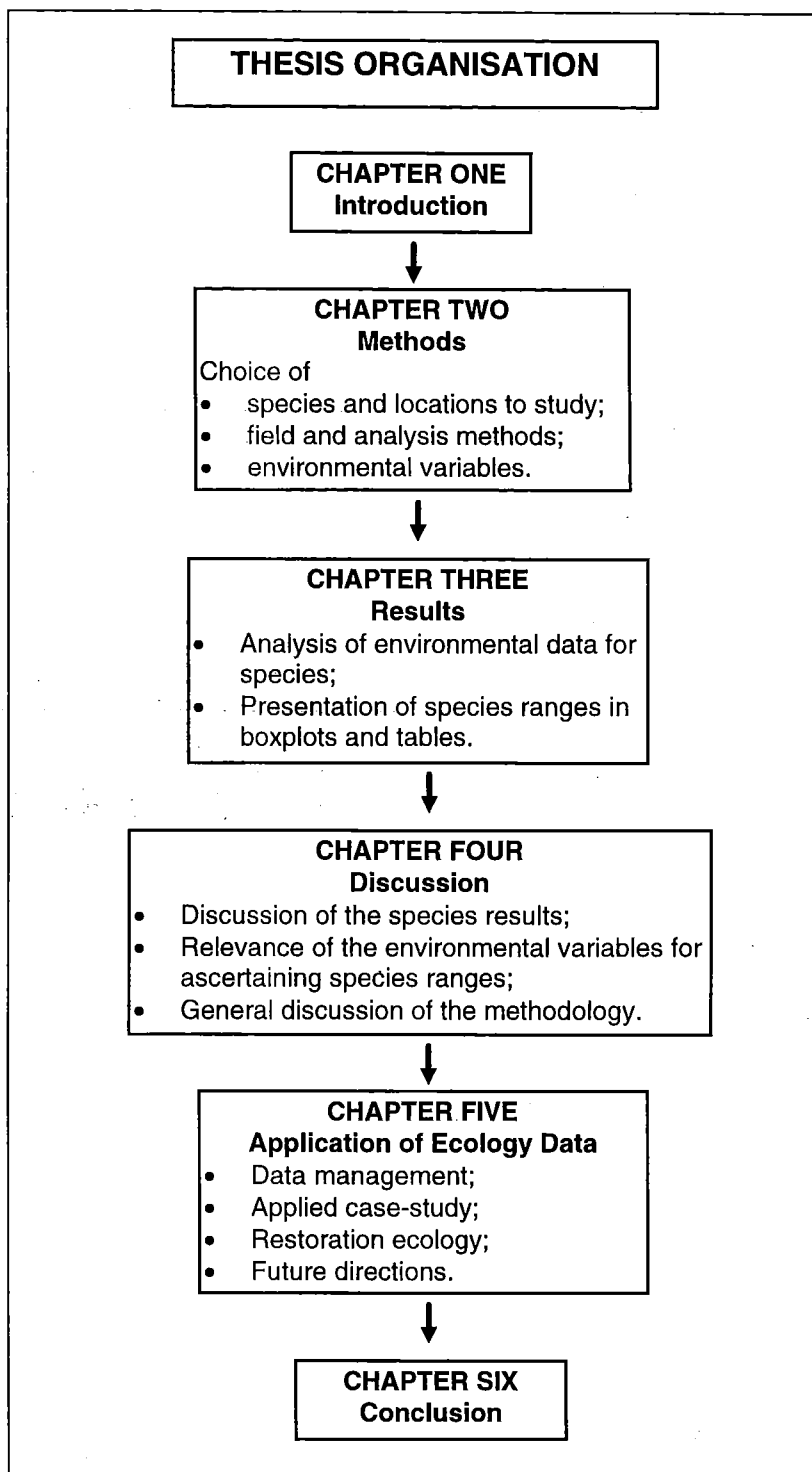 THESIS ORGANISATION
CHAPTER ONE
Introduction
CHAPTER TWO
Methods
Choice of
• species and locations to study;
• field and analysis methods;
• environmental variables.
CHAPTER THREE
Results
• Analysis of environmental data for
species;
• Presentation of species ranges in
boxplots and tables.
CHAPTER FOUR
Discussion
• Discussion of the species results;
• Relevance of the environmental variables for
ascertaining species ranges;
• General discussion of the methodology.
CHAPTER FIVE
Application of Ecology Data
• Data management;
• Applied case-study;
• Restoration ecology;
• Future directions.
CHAPTER SIX
Conclusion